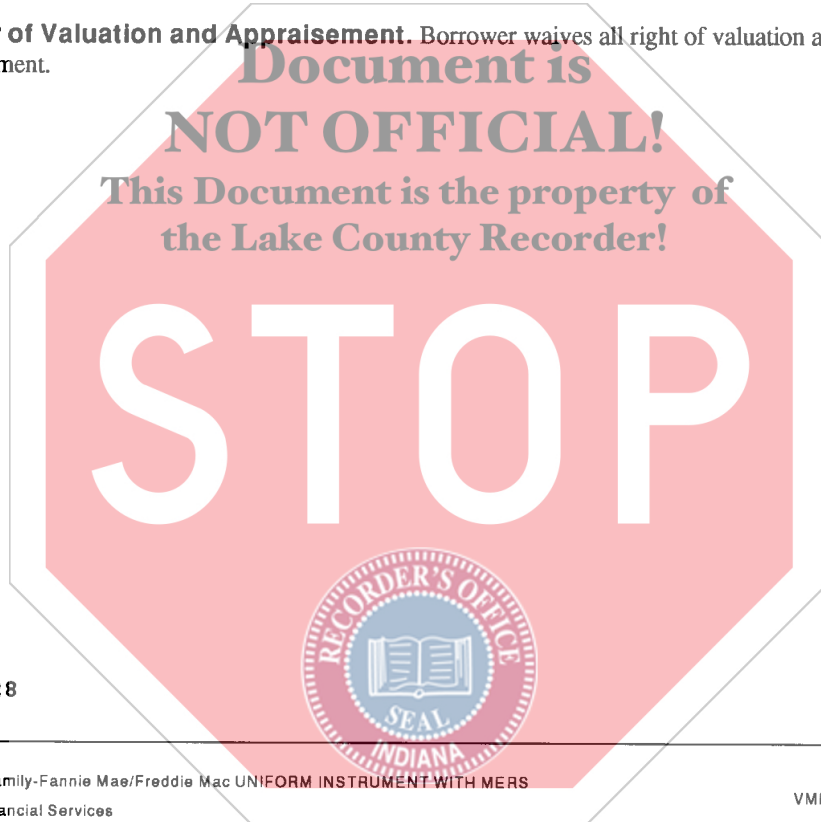 of Valuation and Appraisement. Borrower waives all right of valuation a
ment.
Document is
NOT OFFICIAL!
This Document is the property of
the Lake County Recorder!
STOP
RECORDER'S OFFICE
SEAL
INDIANA
:8
amily-Fannie Mae/Freddie Mac UNIFORM INSTRUMENT WITH MERS
ancial Services
VM